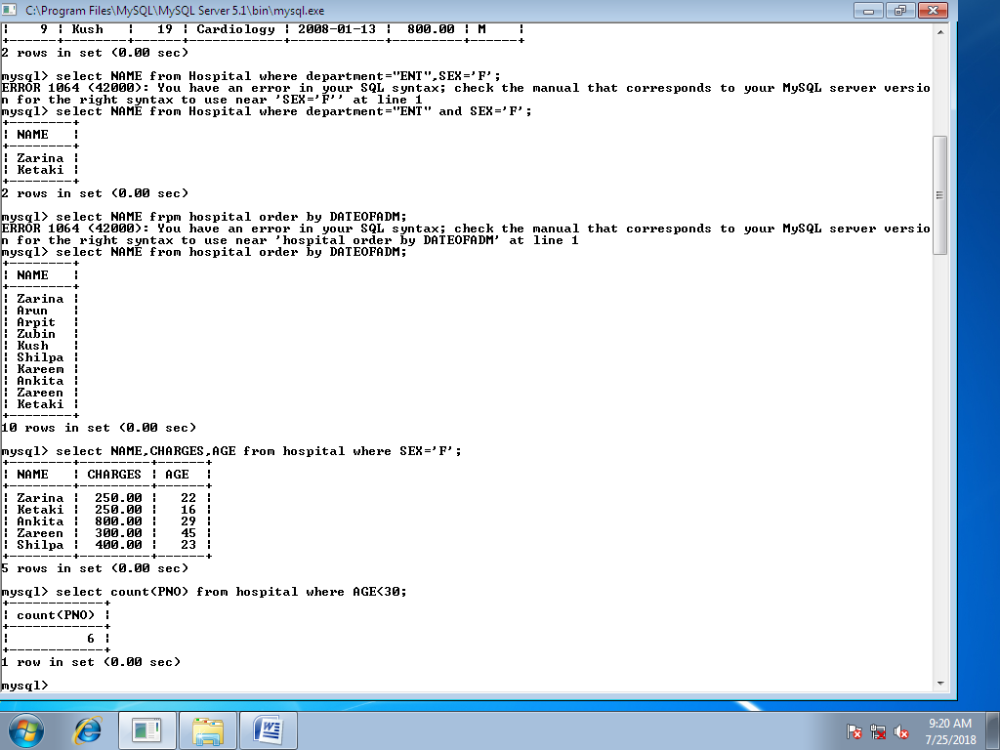 C:\Program Files\MySQL\MySQL Server 5.1\bin\mysql.exe
¦    9 ¦ Kush   ¦   19 ¦ Cardiology ¦ 2008-01-13 ¦  800.00 ¦ M    ¦
+------+--------+------+------------+------------+---------+------+
2 rows in set (0.00 sec)
mysql> select NAME from Hospital where department="ENT",SEX='F';
ERROR 1064 (42000): You have an error in your SQL syntax; check the manual that corresponds to your MySQL server versio
n for the right syntax to use near 'SEX='F'' at line 1
mysql> select NAME from Hospital where department="ENT" and SEX='F';
+--------+
¦ NAME   ¦
+--------+
¦ Zarina ¦
¦ Ketaki ¦
+--------+
2 rows in set (0.00 sec)
mysql> select NAME frpm hospital order by DATEOFADM;
ERROR 1064 (42000): You have an error in your SQL syntax; check the manual that corresponds to your MySQL server versio
n for the right syntax to use near 'hospital order by DATEOFADM' at line 1
mysql> select NAME from hospital order by DATEOFADM;
+--------+
¦ NAME   ¦
+--------+
¦ Zarina ¦
¦ Arun   ¦
¦ Arpit  ¦
¦ Zubin  ¦
¦ Kush   ¦
¦ Shilpa ¦
¦ Kareem ¦
¦ Ankita ¦
¦ Zareen ¦
¦ Ketaki ¦
+--------+
10 rows in set (0.00 sec)
mysql> select NAME,CHARGES,AGE from hospital where SEX='F';
+--------+---------+------+
¦ NAME   ¦ CHARGES ¦ AGE  ¦
+--------+---------+------+
¦ Zarina ¦  250.00 ¦   22 ¦
¦ Ketaki ¦  250.00 ¦   16 ¦
¦ Ankita ¦  800.00 ¦   29 ¦
¦ Zareen ¦  300.00 ¦   45 ¦
¦ Shilpa ¦  400.00 ¦   23 ¦
+--------+---------+------+
5 rows in set (0.00 sec)
mysql> select count(PNO) from hospital where AGE<30;
+------------+
¦ count(PNO) ¦
+------------+
¦          6 ¦
+------------+
1 row in set (0.00 sec)
mysql>
9:20 AM
7/25/2018